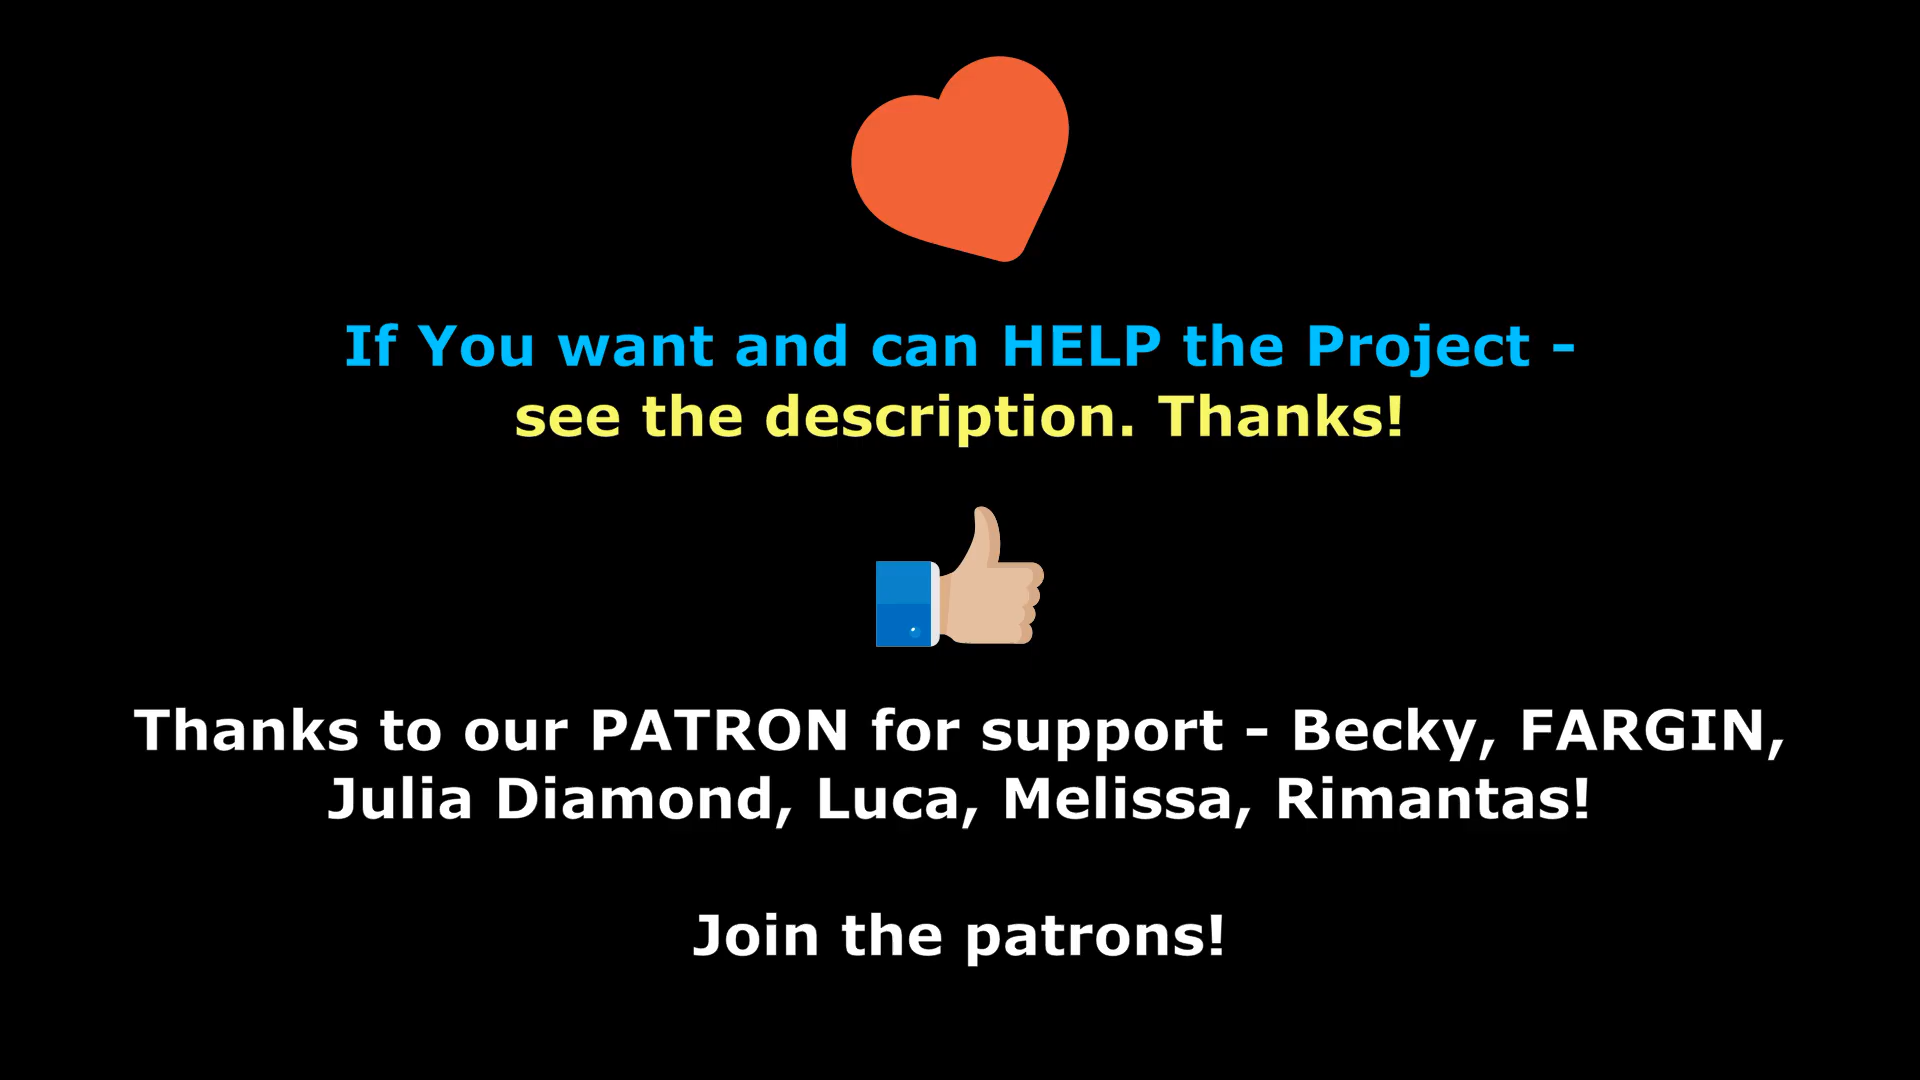 If You want and can HELP the Project -
see the description. Thanks!
Thanks to our PATRON for support - Becky, FARGIN,
Julia Diamond, Luca, Melissa, Rimantas!
Join the patrons!